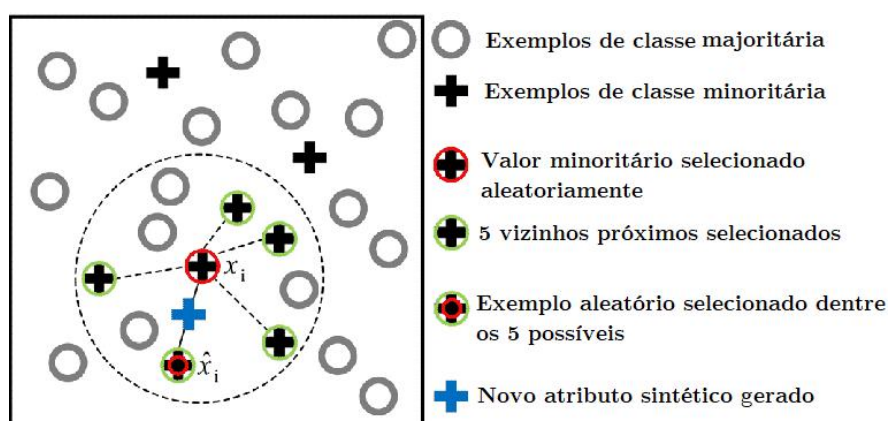 Exemplos de classe majoritária
Exemplos de classe minoritária
Valor minoritário selecionado
aleatoriamente
5 vizinhos próximos selecionados
Exemplo aleatório selecionado dentre
os 5 possíveis
Novo atributo sintético gerado
x_i
x̂_i